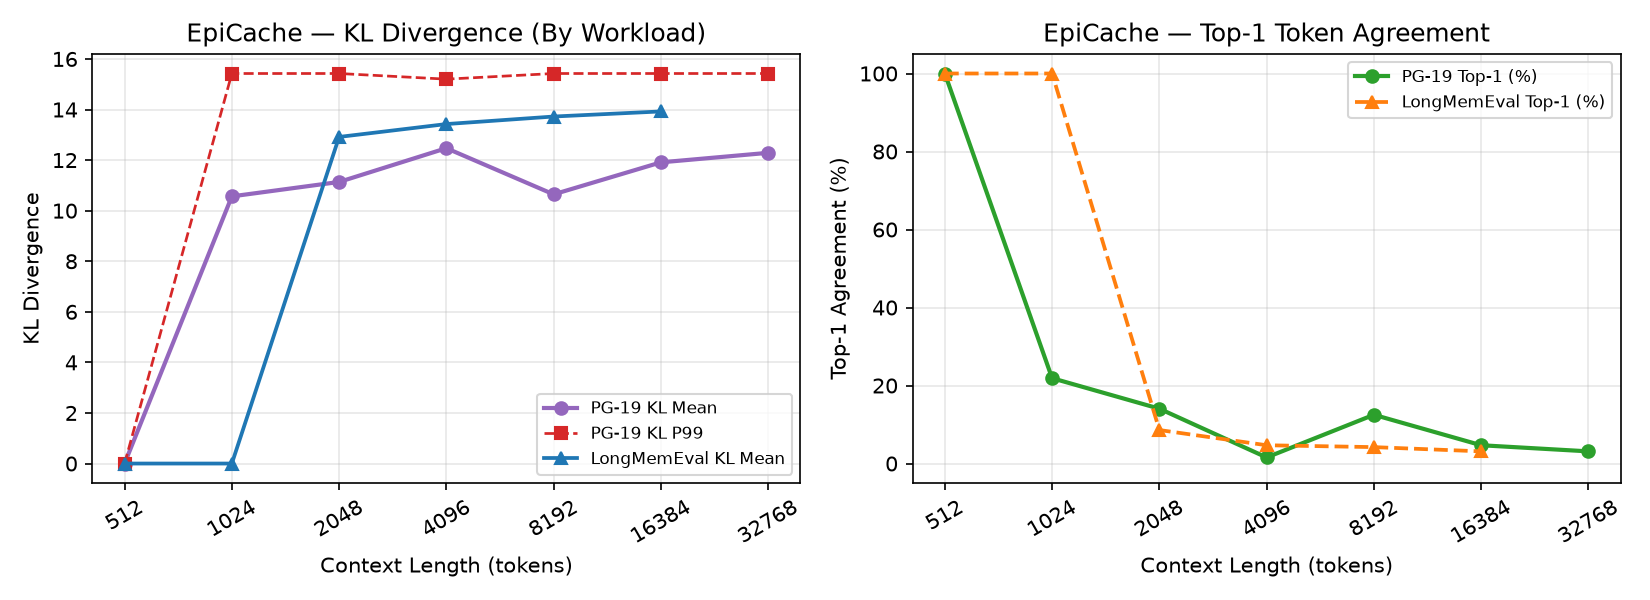 EpiCache — KL Divergence (By Workload)
KL Divergence
16
14
12
10
8
6
4
2
0
PG-19 KL Mean
PG-19 KL P99
LongMemEval KL Mean
512
1024
2048
4096
8192
16384
32768
Context Length (tokens)
EpiCache — Top-1 Token Agreement
Top-1 Agreement (%)
100
80
60
40
20
0
PG-19 Top-1 (%)
LongMemEval Top-1 (%)
512
1024
2048
4096
8192
16384
32768
Context Length (tokens)